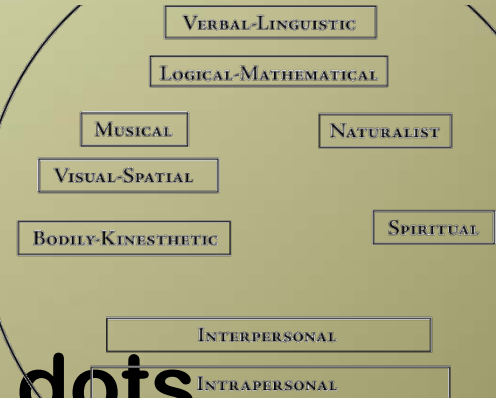 Verbal-Linguistic
Logical-Mathematical
Musical
Naturalist
Visual-Spatial
Spiritual
Bodily-Kinesthetic
Interpersonal
dots
Intrapersonal